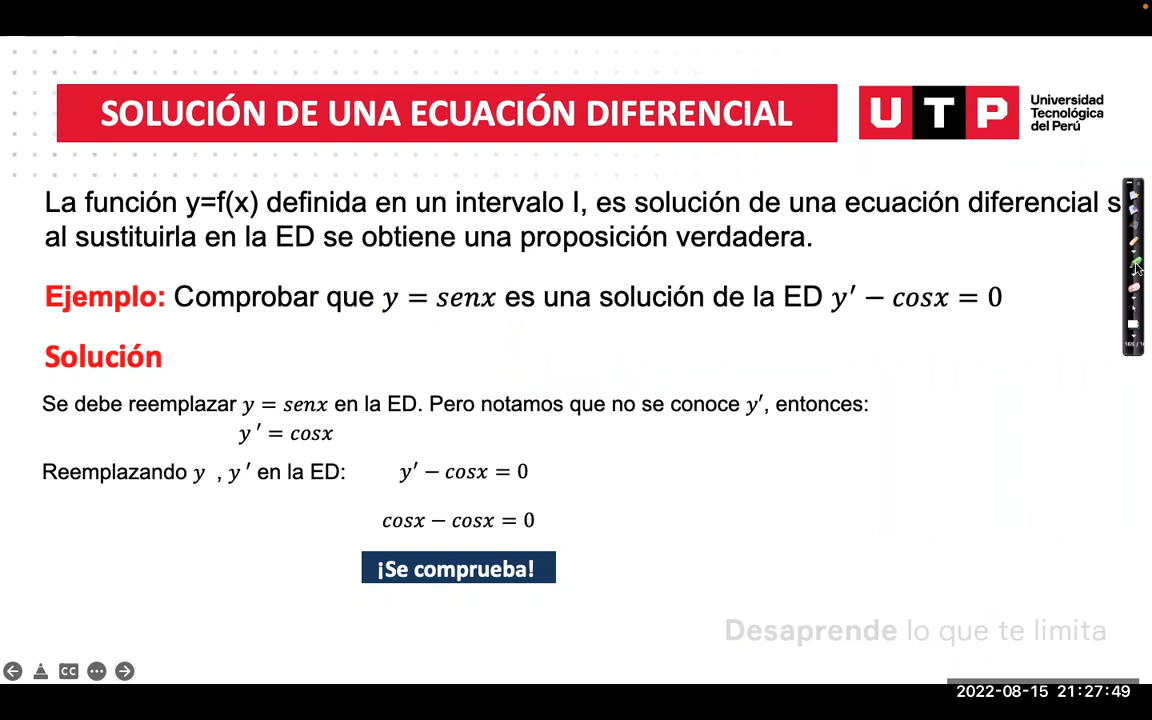 SOLUCIÓN DE UNA ECUACIÓN DIFERENCIAL
UTP
Universidad
Tecnológica
del Perú
La función y=f(x) definida en un intervalo I, es solución de una ecuación diferencial s
al sustituirla en la ED se obtiene una proposición verdadera.
Ejemplo: Comprobar que y = senx es una solución de la ED y′ − cosx = 0
Solución
Se debe reemplazar y = senx en la ED. Pero notamos que no se conoce y′, entonces:
y ′ = cosx
Reemplazando y , y ′ en la ED: y′ − cosx = 0
cosx − cosx = 0
¡Se comprueba!
Desaprende lo que te limita
CC
2022-08-15 21:27:49